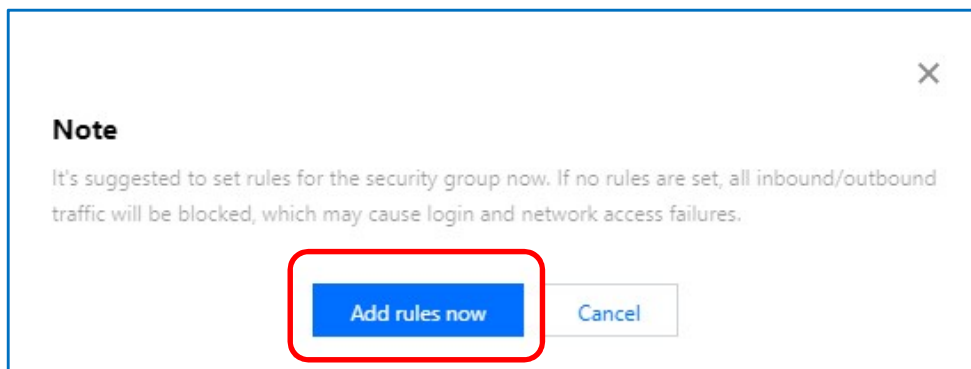 Note
It's suggested to set rules for the security group now. If no rules are set, all inbound/outbound
traffic will be blocked, which may cause login and network access failures.
Add rules now
Cancel